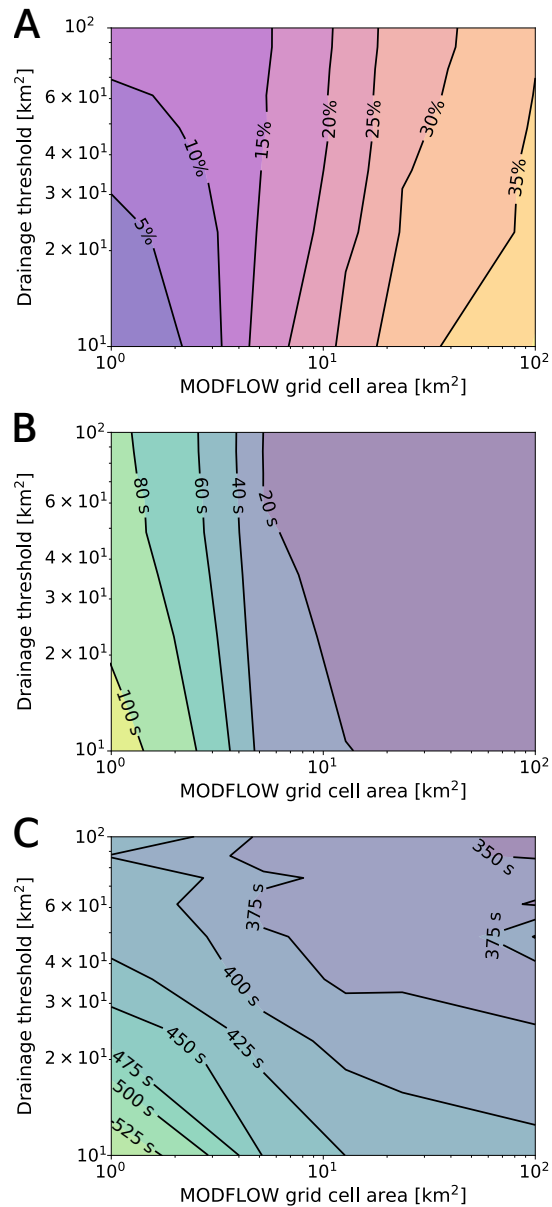 A
Drainage threshold [km²]
10²
6 × 10¹
4 × 10¹
3 × 10¹
2 × 10¹
10¹
5%
10%
15%
20%
25%
30%
35%
10⁰
10¹
10²
MODFLOW grid cell area [km²]
B
Drainage threshold [km²]
10²
6 × 10¹
4 × 10¹
3 × 10¹
2 × 10¹
10¹
80 s
60 s
40 s
20 s
100 s
10⁰
10¹
10²
MODFLOW grid cell area [km²]
C
Drainage threshold [km²]
10²
6 × 10¹
4 × 10¹
3 × 10¹
2 × 10¹
10¹
350 s
375 s
375 s
400 s
425 s
450 s
475 s
500 s
525 s
10⁰
10¹
10²
MODFLOW grid cell area [km²]